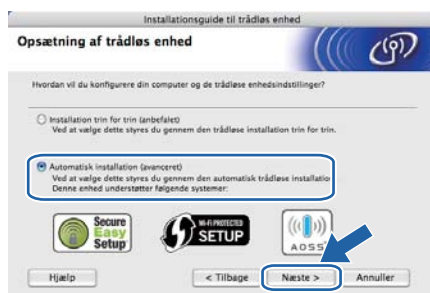 Installationsguide til trådløs enhed
Opsætning af trådløs enhed
Hvordan vil du konfigurere din computer og de trådløse enhedsindstillinger?
Installation trin for trin (anbefalet)
Ved at vælge dette styres du gennem den trådløse installation trin for trin.
Automatisk installation (avanceret)
Ved at vælge dette styres du gennem den automatisk trådløse installation
Denne enhed understøtter følgende systemer:
Secure
Easy
Setup
WI-FI PROTECTED
SETUP
AOSS
Hjælp
< Tilbage
Næste >
Annuller